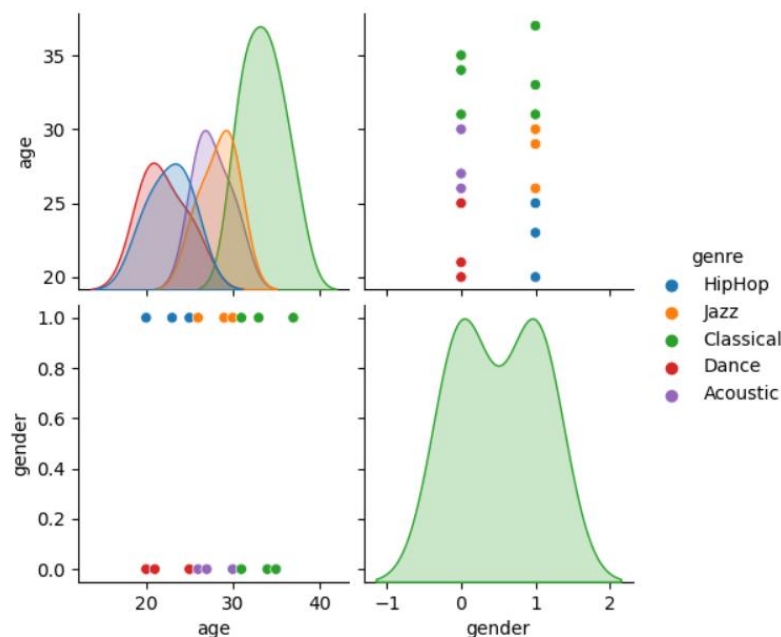 35
30
25
20
age
genre
HipHop
Jazz
Classical
Dance
Acoustic
1.0
0.8
0.6
0.4
0.2
0.0
gender
20 30 40
age
−1 0 1 2
gender